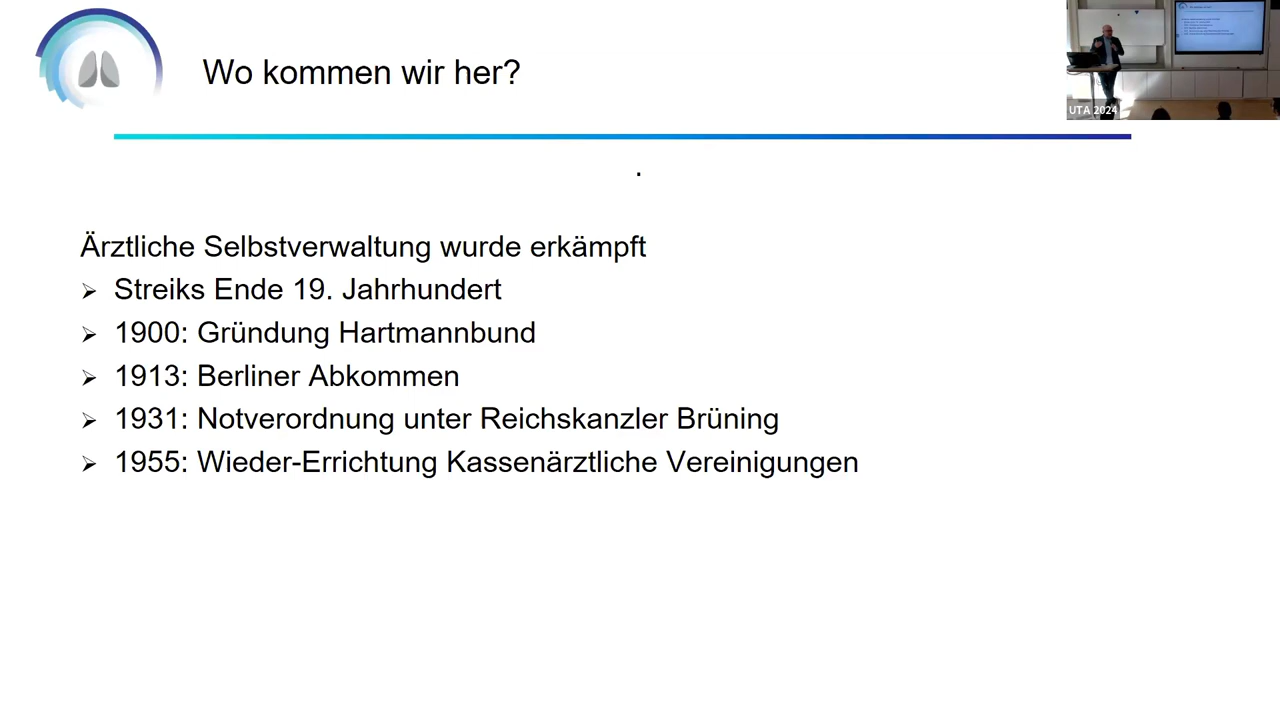 Wo kommen wir her?
UTA 2024
.
Ärztliche Selbstverwaltung wurde erkämpft
➢ Streiks Ende 19. Jahrhundert
➢ 1900: Gründung Hartmannbund
➢ 1913: Berliner Abkommen
➢ 1931: Notverordnung unter Reichskanzler Brüning
➢ 1955: Wieder-Errichtung Kassenärztliche Vereinigungen